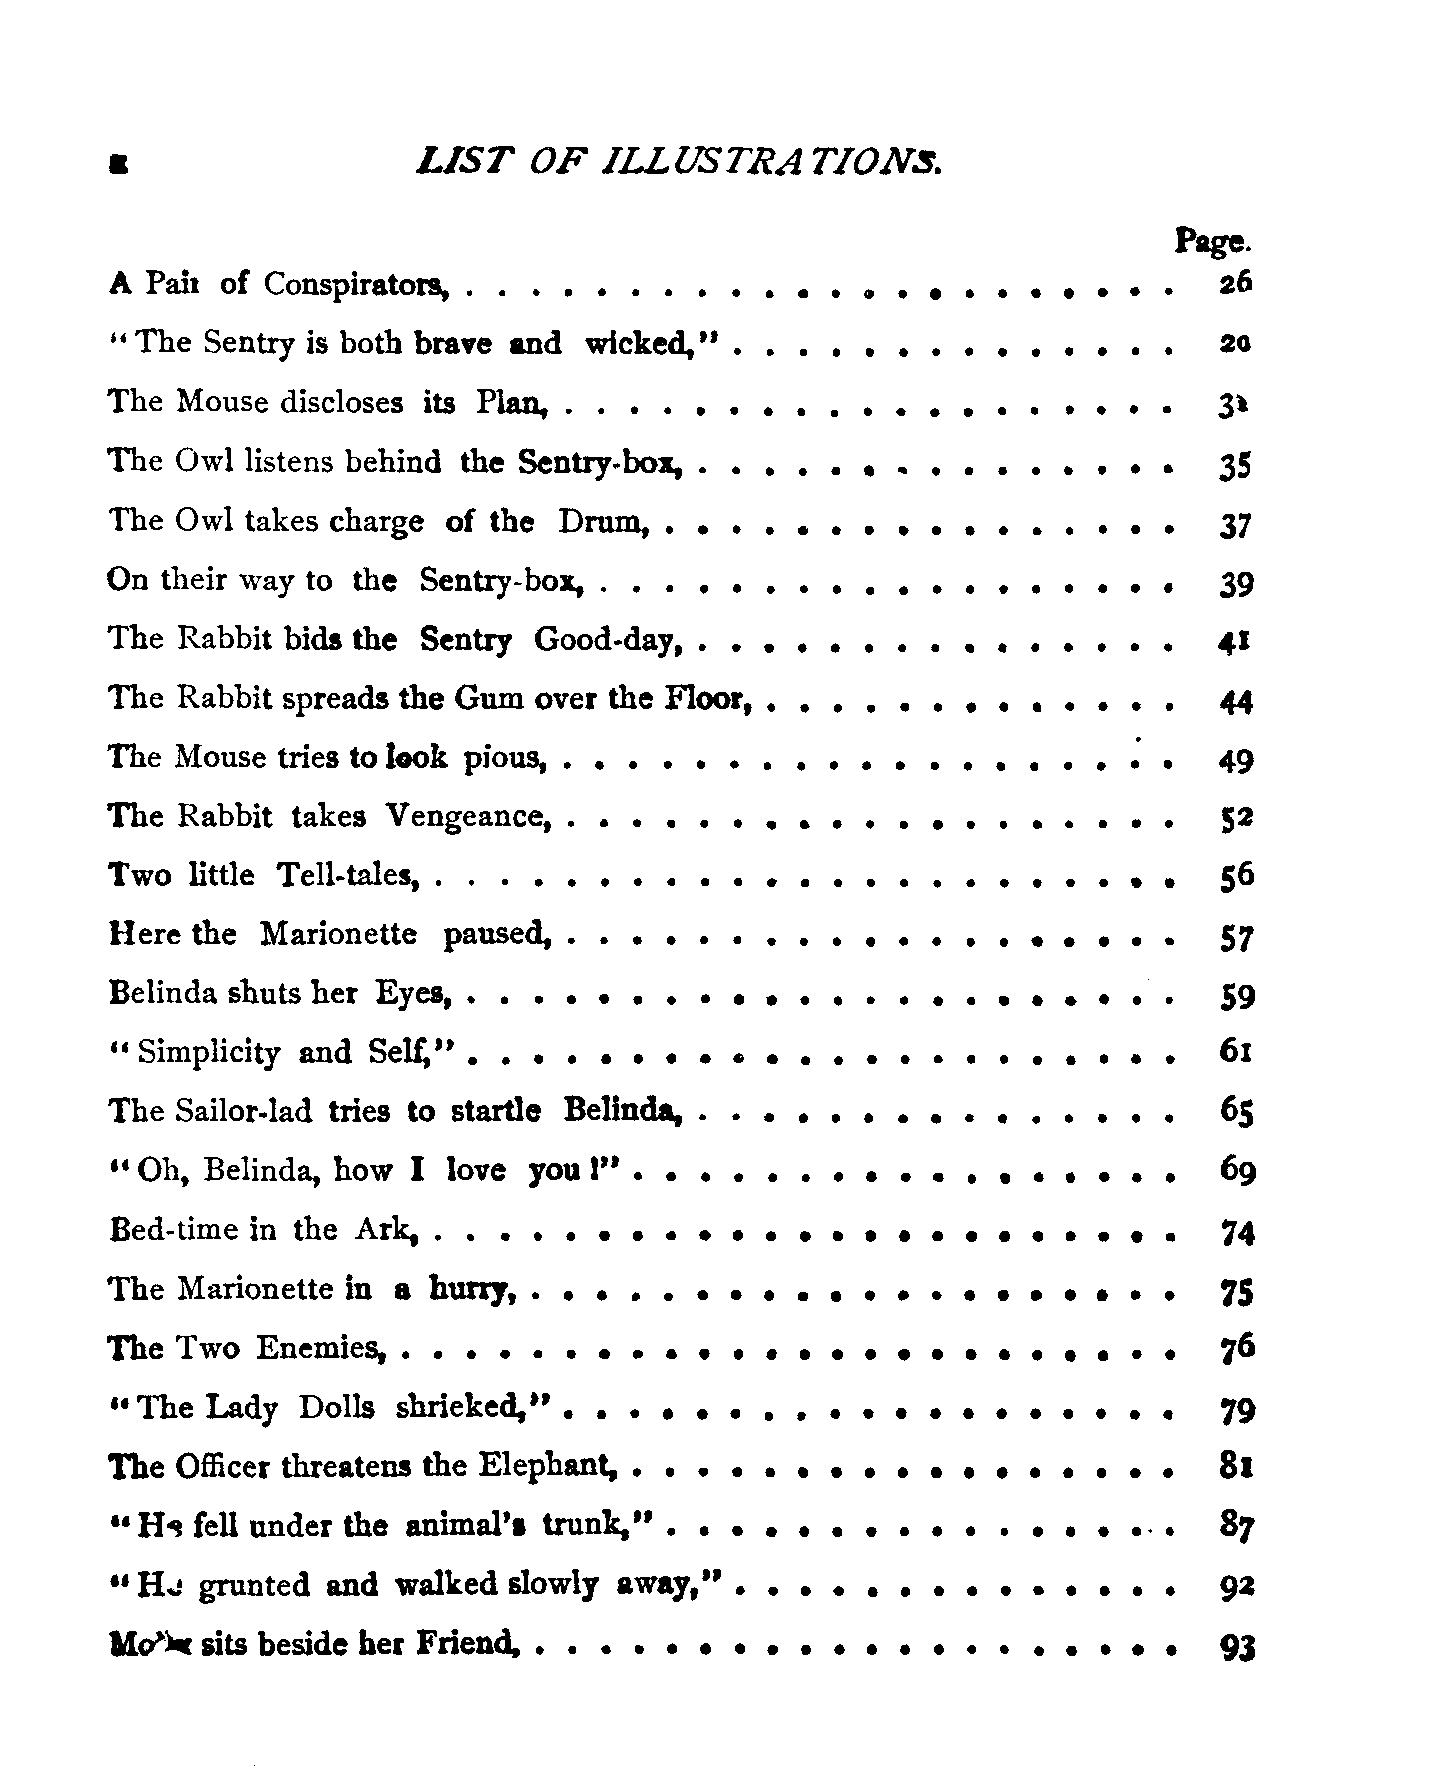 LIST OF ILLUSTRATIONS.
Page.
A Pair of Conspirators, . . . . . . . . . . . . . . . . . . . . . . 26
"The Sentry is both brave and wicked," . . . . . . . . . . . . . .
The Mouse discloses its Plan, . . . . . . . . . . . . . . . . . . .
The Owl listens behind the Sentry-box, . . . . . . . . . . . . . . . 35
The Owl takes charge of the Drum, . . . . . . . . . . . . . . . . 37
On their way to the Sentry-box, . . . . . . . . . . . . . . . . . . 39
The Rabbit bids the Sentry Good-day, . . . . . . . . . . . . . . . 41
The Rabbit spreads the Gum over the Floor, . . . . . . . . . . . . . 44
The Mouse tries to look pious, . . . . . . . . . . . . . . . . . . . 49
The Rabbit takes Vengeance, . . . . . . . . . . . . . . . . . . . 52
Two little Tell-tales, . . . . . . . . . . . . . . . . . . . . . . . 56
Here the Marionette paused, . . . . . . . . . . . . . . . . . . . 57
Belinda shuts her Eyes, . . . . . . . . . . . . . . . . . . . . . . 59
"Simplicity and Self," . . . . . . . . . . . . . . . . . . . . . . 61
The Sailor-lad tries to startle Belinda, . . . . . . . . . . . . . . . 65
"Oh, Belinda, how I love you!" . . . . . . . . . . . . . . . . . 69
Bed-time in the Ark, . . . . . . . . . . . . . . . . . . . . . . . 74
The Marionette in a hurry, . . . . . . . . . . . . . . . . . . . . 75
The Two Enemies, . . . . . . . . . . . . . . . . . . . . . . . . 76
"The Lady Dolls shrieked," . . . . . . . . . . . . . . . . . . . 79
The Officer threatens the Elephant, . . . . . . . . . . . . . . . . . 81
"He fell under the animal's trunk," . . . . . . . . . . . . . . . . 87
"He grunted and walked slowly away," . . . . . . . . . . . . . . 92
sits beside her Friend, . . . . . . . . . . . . . . . . . . . . 93